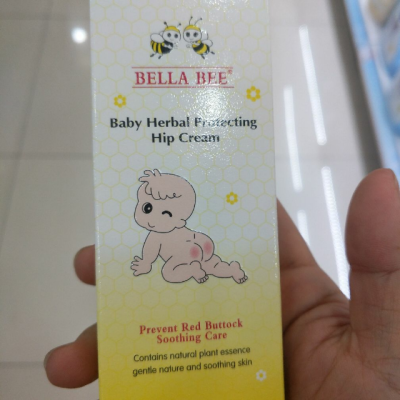 BELLA BEE®
Baby Herbal Protecting
Hip Cream
Prevent Red Buttock
Soothing Care
Contains natural plant essence
gentle nature and soothing skin